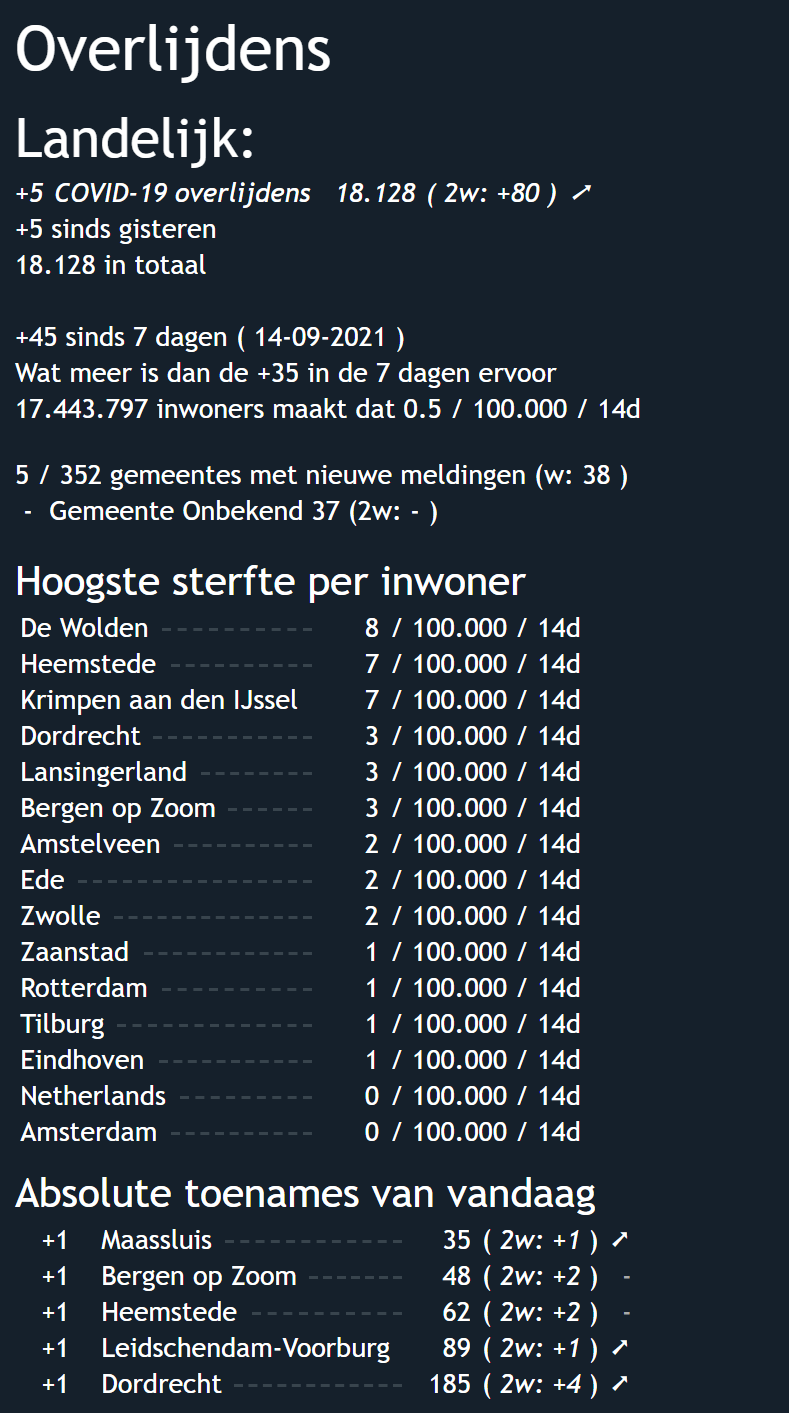 Overlijdens
Landelijk:
+5 COVID-19 overlijdens 18.128 ( 2w: +80 ) ➚
+5 sinds gisteren
18.128 in totaal
+45 sinds 7 dagen ( 14-09-2021 )
Wat meer is dan de +35 in de 7 dagen ervoor
17.443.797 inwoners maakt dat 0.5 / 100.000 / 14d
5 / 352 gemeentes met nieuwe meldingen (w: 38 )
- Gemeente Onbekend 37 (2w: - )
Hoogste sterfte per inwoner
De Wolden ---------- 8 / 100.000 / 14d
Heemstede ---------- 7 / 100.000 / 14d
Krimpen aan den IJssel 7 / 100.000 / 14d
Dordrecht ----------- 3 / 100.000 / 14d
Lansingerland -------- 3 / 100.000 / 14d
Bergen op Zoom ------ 3 / 100.000 / 14d
Amstelveen ---------- 2 / 100.000 / 14d
Ede ---------------- 2 / 100.000 / 14d
Zwolle -------------- 2 / 100.000 / 14d
Zaanstad ------------ 1 / 100.000 / 14d
Rotterdam ---------- 1 / 100.000 / 14d
Tilburg -------------- 1 / 100.000 / 14d
Eindhoven ----------- 1 / 100.000 / 14d
Netherlands --------- 0 / 100.000 / 14d
Amsterdam ---------- 0 / 100.000 / 14d
Absolute toenames van vandaag
+1 Maassluis ------------ 35 ( 2w: +1 ) ➚
+1 Bergen op Zoom ------- 48 ( 2w: +2 ) -
+1 Heemstede ----------- 62 ( 2w: +2 ) -
+1 Leidschendam-Voorburg 89 ( 2w: +1 ) ➚
+1 Dordrecht ------------ 185 ( 2w: +4 ) ➚